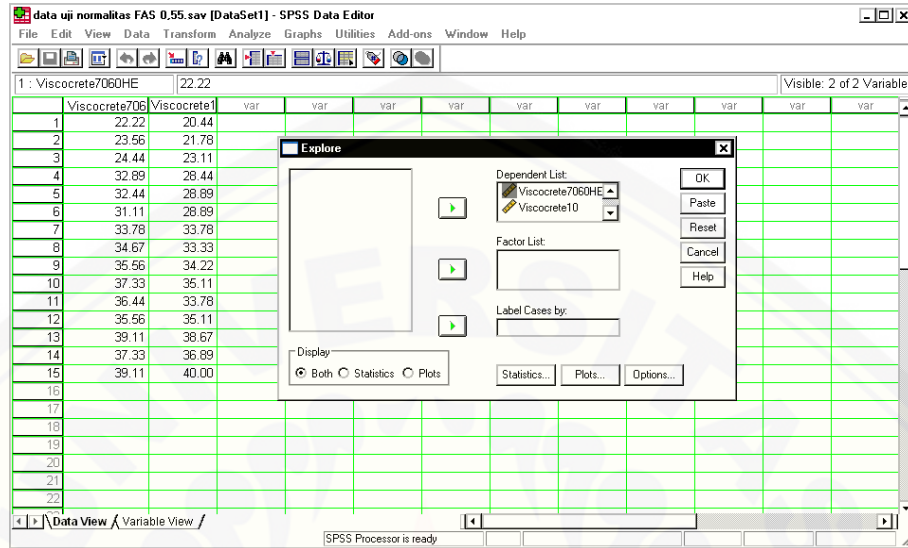 data uji normalitas FAS 0,55.sav [DataSet1] - SPSS Data Editor
File Edit View Data Transform Analyze Graphs Utilities Add-ons Window Help
1 : Viscocrete7060HE 22.22 Visible: 2 of 2 Variable
Viscocrete706 Viscocrete1 var var var var var var var var var var
1 22.22 20.44
2 23.56 21.78
3 24.44 23.11
4 32.89 28.44
5 32.44 28.89
6 31.11 28.89
7 33.78 33.78
8 34.67 33.33
9 35.56 34.22
10 37.33 35.11
11 36.44 33.78
12 35.56 35.11
13 39.11 38.67
14 37.33 36.89
15 39.11 40.00
16
17
18
19
20
21
22
Explore
Dependent List:
Viscocrete7060HE
Viscocrete10
Factor List:
Label Cases by:
OK
Paste
Reset
Cancel
Help
Display
Both Statistics Plots
Statistics... Plots... Options...
Data View Variable View
SPSS Processor is ready
UNIVERSITAS